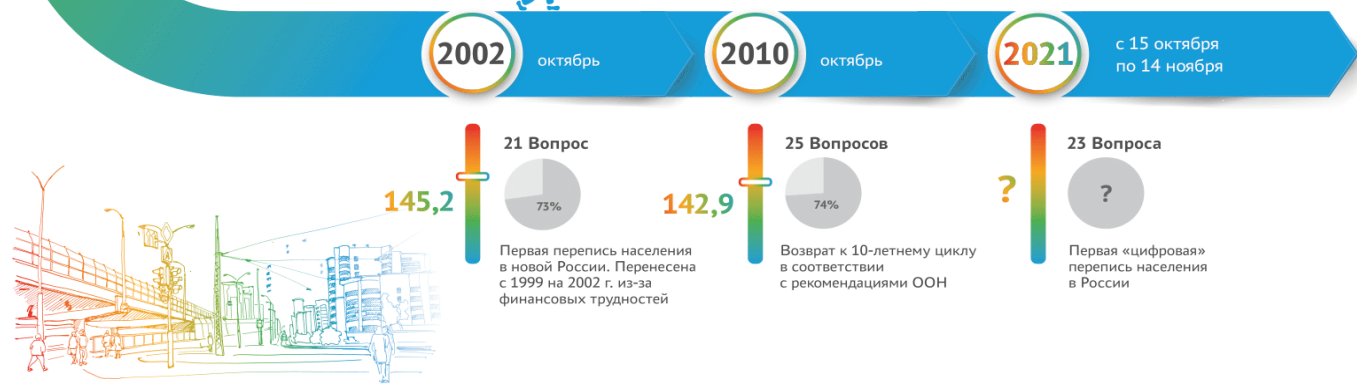 2002
октябрь
2010
октябрь
2021
с 15 октября
по 14 ноября
21 Вопрос
73%
145,2
Первая перепись населения
в новой России. Перенесена
с 1999 на 2002 г. из-за
финансовых трудностей
25 Вопросов
74%
142,9
Возврат к 10-летнему циклу
в соответствии
с рекомендациями ООН
23 Вопроса
?
?
Первая «цифровая»
перепись населения
в России